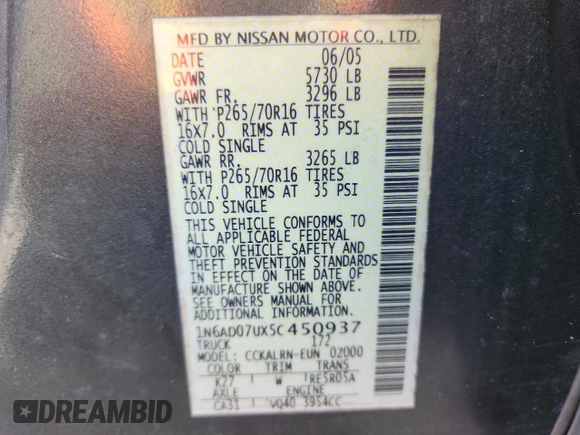 MFD BY NISSAN MOTOR CO., LTD.
DATE 06/05
GVWR 5730 LB
GAWR FR. 3296 LB
WITH P265/70R16 TIRES
16X7.0 RIMS AT 35 PSI
COLD SINGLE
GAWR RR. 3265 LB
WITH P265/70R16 TIRES
16X7.0 RIMS AT 35 PSI
COLD SINGLE
THIS VEHICLE CONFORMS TO
ALL APPLICABLE FEDERAL
MOTOR VEHICLE SAFETY AND
THEFT PREVENTION STANDARDS
IN EFFECT ON THE DATE OF
MANUFACTURE SHOWN ABOVE.
SEE OWNERS MANUAL FOR
ADDITIONAL INFORMATION.
1N6AD07UX5C450937
TRUCK 172
MODEL: CCKALRN-EUN 02000
COLOR TRIM TRANS
K27 W RE5R05A
AXLE ENGINE
CA31 VQ40 3954CC
DREAMBID